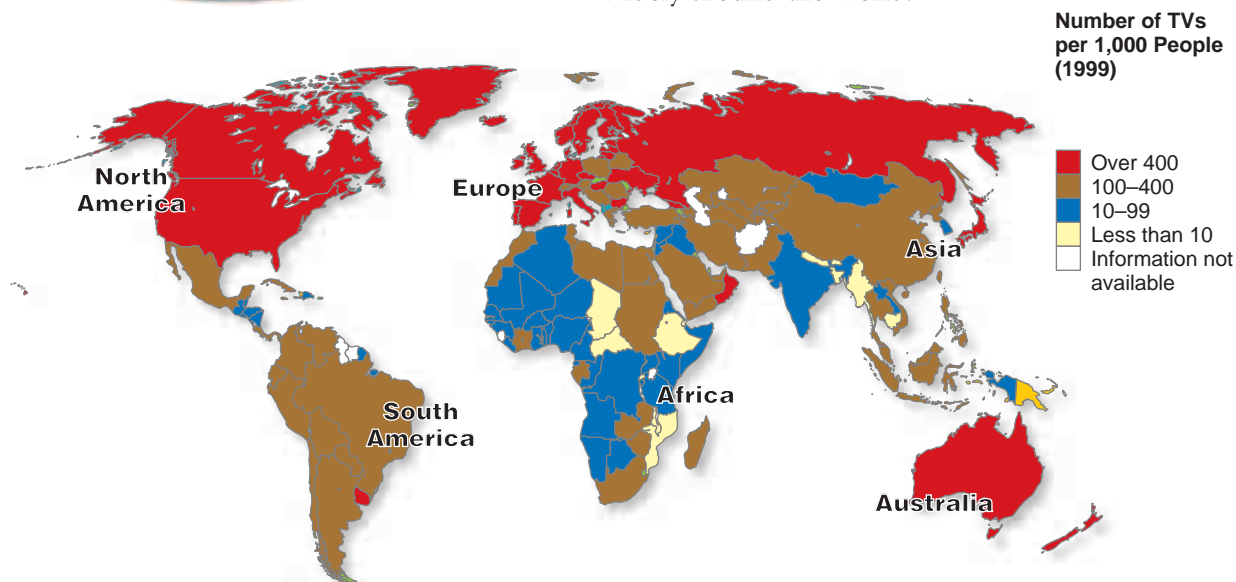 Number of TVs
per 1,000 People
(1999)
Over 400
100–400
10–99
Less than 10
Information not
available
North
America
Europe
Asia
Africa
South
America
Australia